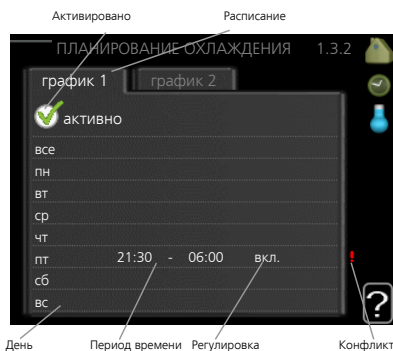 Активировано Расписание
ПЛАНИРОВАНИЕ ОХЛАЖДЕНИЯ 1.3.2
график 1 график 2
активно
все
пн
вт
ср
чт
пт 21:30 - 06:00 вкл. !
сб
вс
?
День Период времени Регулировка Конфликт